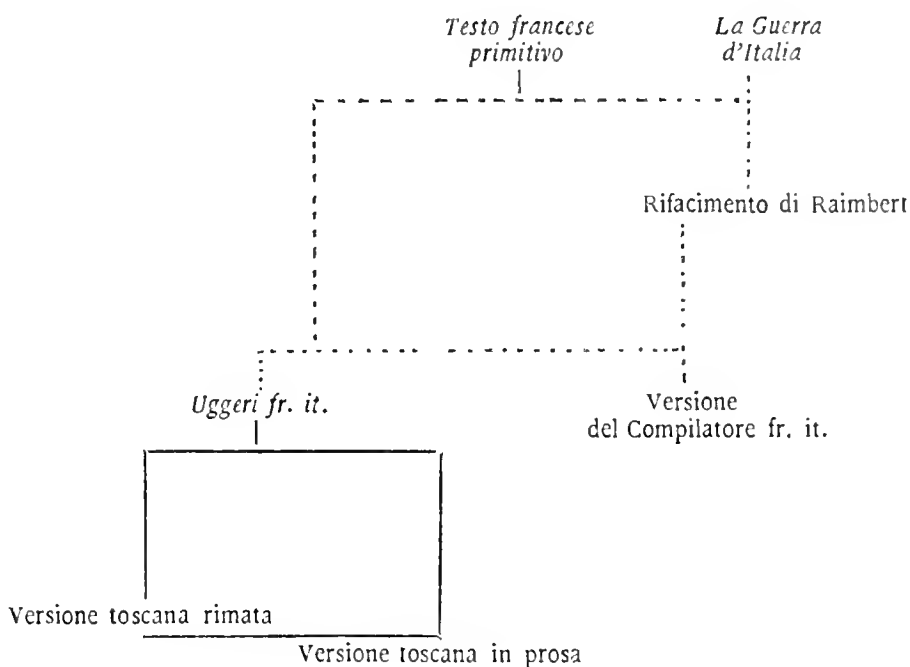 Testo francese
primitivo
La Guerra
d'Italia
Rifacimento di Raimbert
Uggeri fr. it.
Versione
del Compilatore fr. it.
Versione toscana rimata
Versione toscana in prosa